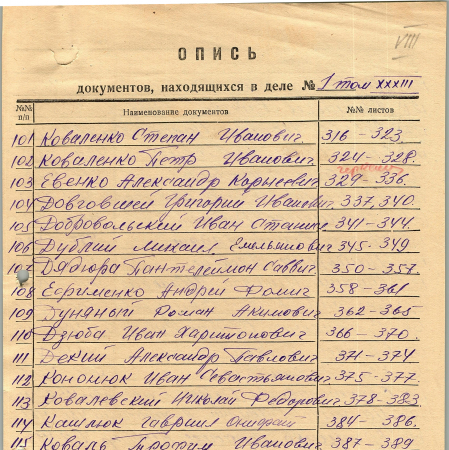 VIII
ОПИСЬ
документов, находящихся в деле № 1 том XXXIII
№№ п/п Наименование документов №№ листов
101 Коваленко Степан Иванович 316-323
102 Коваленко Петр Иванович 324-328
103 Евенко Александр Корнеевич 329-336
104 Довговшей Григорий Иванович 337, 340
105 Добровольский Иван 341-344
106 Дублий Михаил Емельянович 345-349
107 Дядюра Пантелеймон Саввич 350-357
108 Ефименко Андрей Фомич 358-361
109 Дуняный Роман Акимович 362-365
110 Дзюба Иван Харитонович 366-370
111 Декий Александр Павлович 371-374
112 Кононюк Иван Севастьянович 375-377
113 Ковалевский Николай Федорович 378-383
114 Кашлюк Гавриил 384-386
115 Коваль Трофим Иванович 387-389